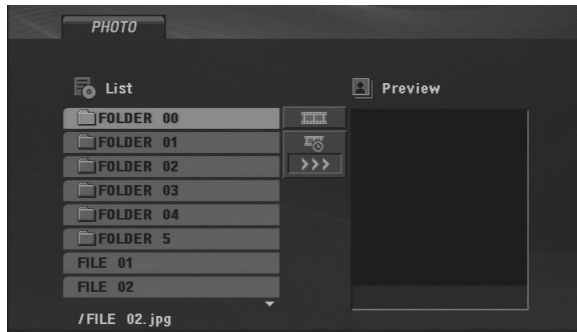 PHOTO
List
Preview
FOLDER 00
FOLDER 01
FOLDER 02
FOLDER 03
FOLDER 04
FOLDER 5
FILE 01
FILE 02
/FILE 02.jpg
>>>